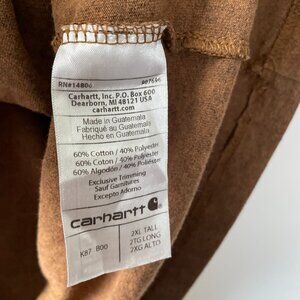 RN#14806
Carhartt, Inc. P.O. Box 600
Dearborn, MI 48121 USA
carhartt.com
Made in Guatemala
Fabriqué au Guatemala
Hecho en Guatemala
60% Cotton / 40% Polyester
60% Coton / 40% Polyester
60% Algodón / 40% Poliester
Exclusive Trimming
Sauf Garnitures
Excepto Adorno
carhartt
K87 B00
2XL TALL
2TG LONG
2XG ALTO